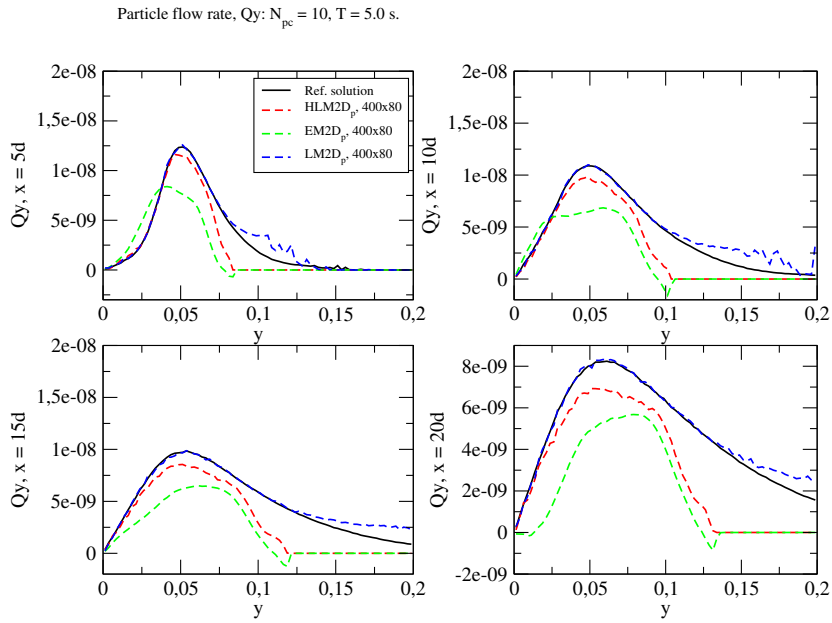 Particle flow rate, Qy: N_pc = 10, T = 5.0 s.
2e-08
1,5e-08
1e-08
5e-09
0
Qy, x = 5d
0 0,05 0,1 0,15 0,2
y
Ref. solution
HLM2D_p, 400x80
EM2D_p, 400x80
LM2D_p, 400x80
2e-08
1,5e-08
1e-08
5e-09
0
Qy, x = 10d
0 0,05 0,1 0,15 0,2
y
2e-08
1,5e-08
1e-08
5e-09
0
Qy, x = 15d
0 0,05 0,1 0,15 0,2
y
8e-09
6e-09
4e-09
2e-09
0
-2e-09
Qy, x = 20d
0 0,05 0,1 0,15 0,2
y